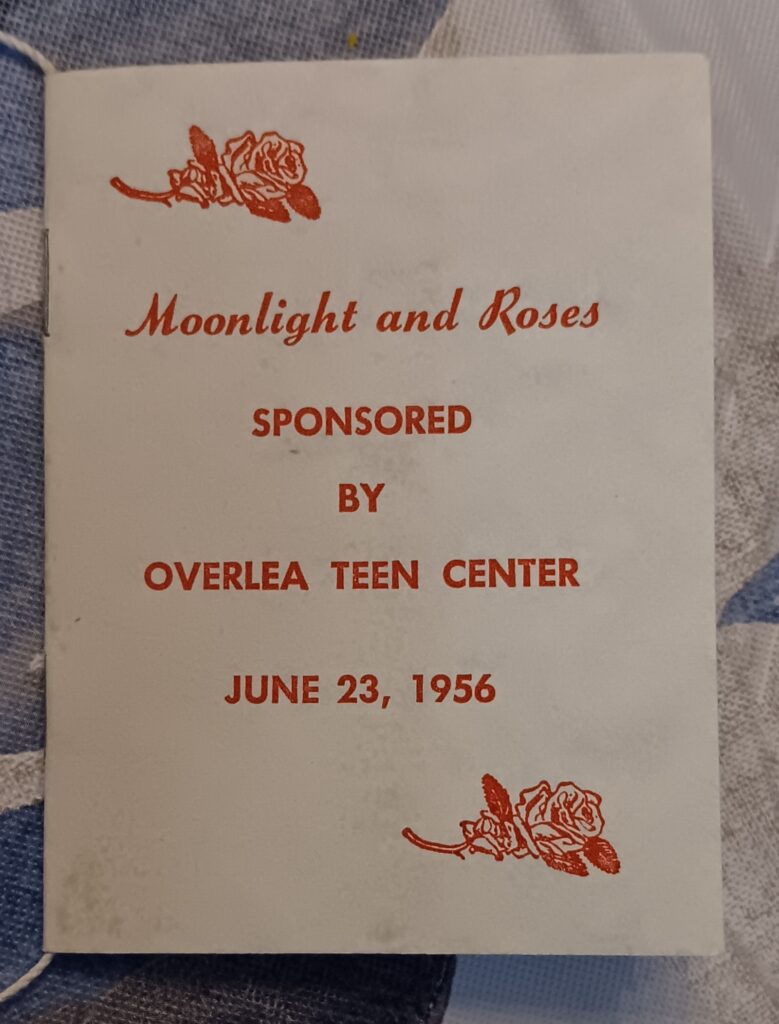 Moonlight and Roses
SPONSORED
BY
OVERLEA TEEN CENTER
JUNE 23, 1956